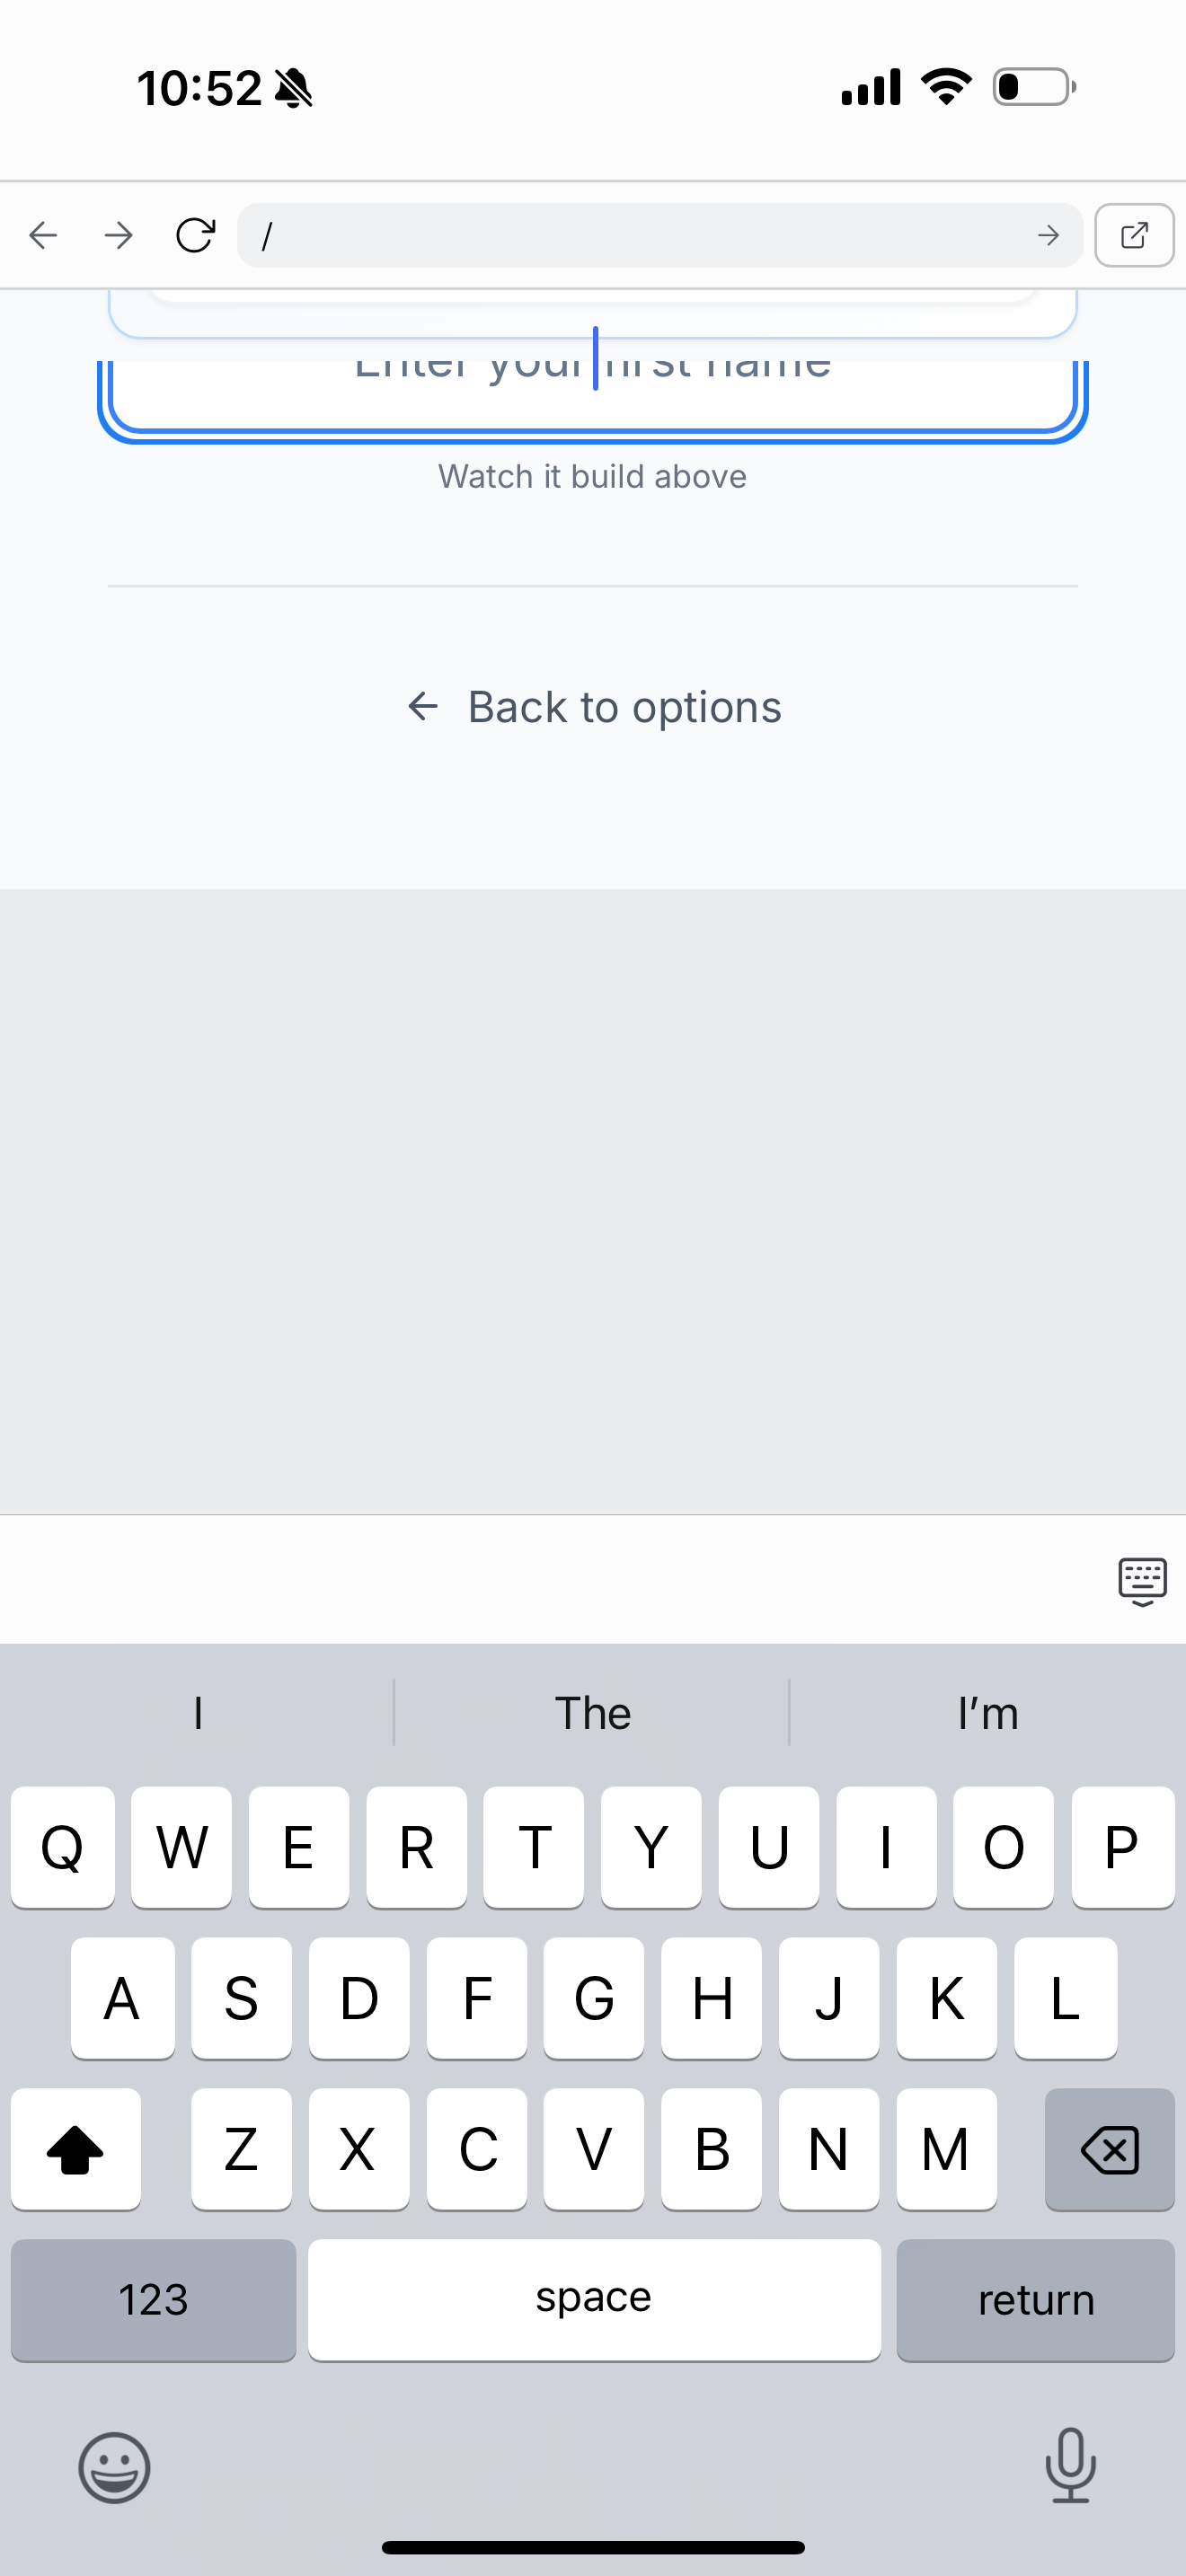 10:52
/
Enter your first name
Watch it build above
← Back to options
I The I’m
Q W E R T Y U I O P
A S D F G H J K L
Z X C V B N M
123 space return